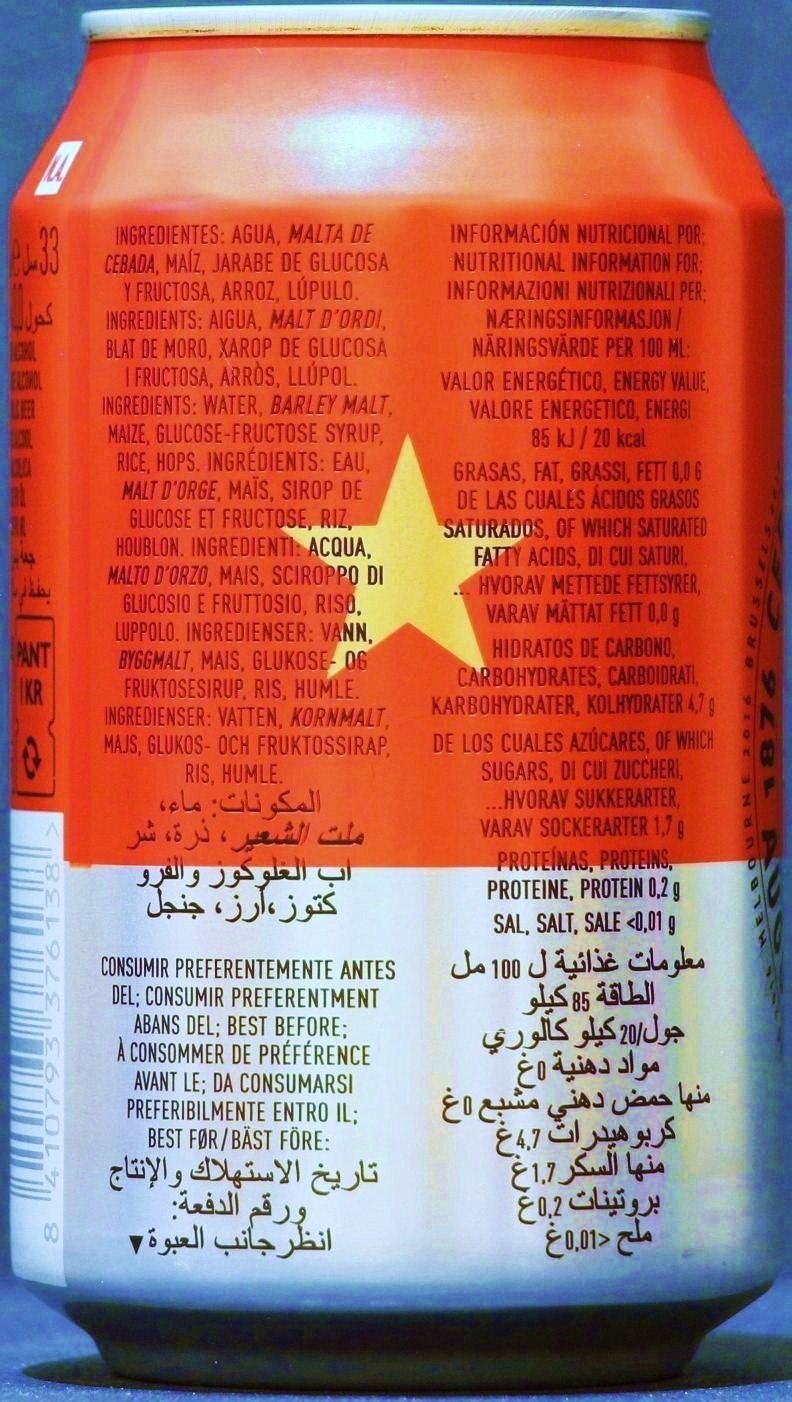 N.A.
33 سل
كحول
PANT
1 KR
INGREDIENTES: AGUA, MALTA DE
CEBADA, MAÍZ, JARABE DE GLUCOSA
Y FRUCTOSA, ARROZ, LÚPULO.
INGREDIENTS: AIGUA, MALT D'ORDI,
BLAT DE MORO, XAROP DE GLUCOSA
I FRUCTOSA, ARRÒS, LLÚPOL.
INGREDIENTS: WATER, BARLEY MALT,
MAIZE, GLUCOSE-FRUCTOSE SYRUP,
RICE, HOPS. INGRÉDIENTS: EAU,
MALT D'ORGE, MAÏS, SIROP DE
GLUCOSE ET FRUCTOSE, RIZ,
HOUBLON. INGREDIENTI: ACQUA,
MALTO D'ORZO, MAIS, SCIROPPO DI
GLUCOSIO E FRUTTOSIO, RISO,
LUPPOLO. INGREDIENSER: VANN,
BYGGMALT, MAIS, GLUKOSE- OG
FRUKTOSESIRUP, RIS, HUMLE.
INGREDIENSER: VATTEN, KORNMALT,
MAJS, GLUKOS- OCH FRUKTOSSIRAP,
RIS, HUMLE.
المكونات: ماء،
ملت الشعير، ذرة، شر
اب الغلوكوز والفرو
كتوز،أرز، جنجل
CONSUMIR PREFERENTEMENTE ANTES
DEL; CONSUMIR PREFERENTMENT
ABANS DEL; BEST BEFORE;
À CONSOMMER DE PRÉFÉRENCE
AVANT LE; DA CONSUMARSI
PREFERIBILMENTE ENTRO IL;
BEST FØR/BÄST FÖRE:
تاريخ الاستهلاك والإنتاج
ورقم الدفعة:
انظر جانب العبوة▼
INFORMACIÓN NUTRICIONAL POR;
NUTRITIONAL INFORMATION FOR;
INFORMAZIONI NUTRIZIONALI PER;
NÆRINGSINFORMASJON/
NÄRINGSVÄRDE PER 100 ML:
VALOR ENERGÉTICO, ENERGY VALUE,
VALORE ENERGETICO, ENERGI
85 kJ / 20 kcal
GRASAS, FAT, GRASSI, FETT 0,0 G
DE LAS CUALES ÁCIDOS GRASOS
SATURADOS, OF WHICH SATURATED
FATTY ACIDS, DI CUI SATURI,
... HVORAV METTEDE FETTSYRER,
VARAV MÄTTAT FETT 0,0 g
HIDRATOS DE CARBONO,
CARBOHYDRATES, CARBOIDRATI,
KARBOHYDRATER, KOLHYDRATER 4,7 g
DE LOS CUALES AZÚCARES, OF WHICH
SUGARS, DI CUI ZUCCHERI,
...HVORAV SUKKERARTER,
VARAV SOCKERARTER 1,7 g
PROTEÍNAS, PROTEINS,
PROTEINE, PROTEIN 0,2 g
SAL, SALT, SALE <0,01 g
معلومات غذائية ل 100 مل
الطاقة 85 كيلو
جول/20 كيلو كالوري
مواد دهنية 0غ
منها حمض دهني مشبع 0غ
كربوهيدرات 4,7غ
منها السكر 1,7غ
بروتينات 0,2غ
ملح <0,01غ
8 410793 376138 >
MELBOURNE 2016 BRUSSELS
1876